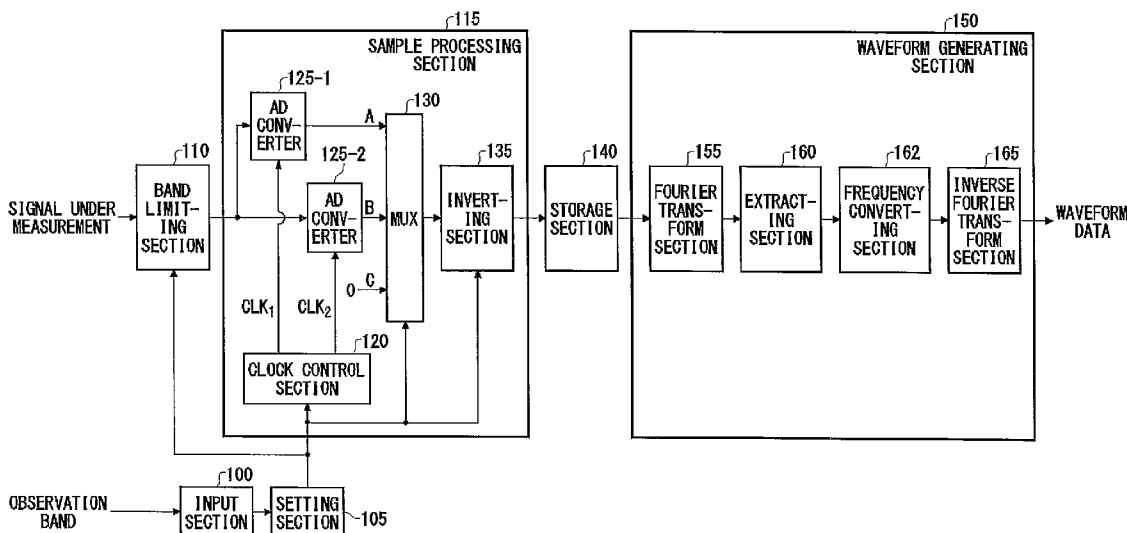 115
SAMPLE PROCESSING
SECTION
150
WAVEFORM GENERATING
SECTION
125-1
AD
CONV-
ERTER
A
130
110
BAND
LIMIT-
ING
SECTION
125-2
AD
CONV-
ERTER
B
MUX
135
INVERT-
ING
SECTION
140
STORAGE
SECTION
155
FOURIER
TRANS-
FORM
SECTION
160
EXTRACT-
ING
SECTION
162
FREQUENCY
CONVERT-
ING
SECTION
165
INVERSE
FOURIER
TRANS-
FORM
SECTION
SIGNAL UNDER
MEASUREMENT
WAVEFORM
DATA
0
C
CLK1
CLK2
120
CLOCK CONTROL
SECTION
OBSERVATION
BAND
100
INPUT
SECTION
SETTING
SECTION
105